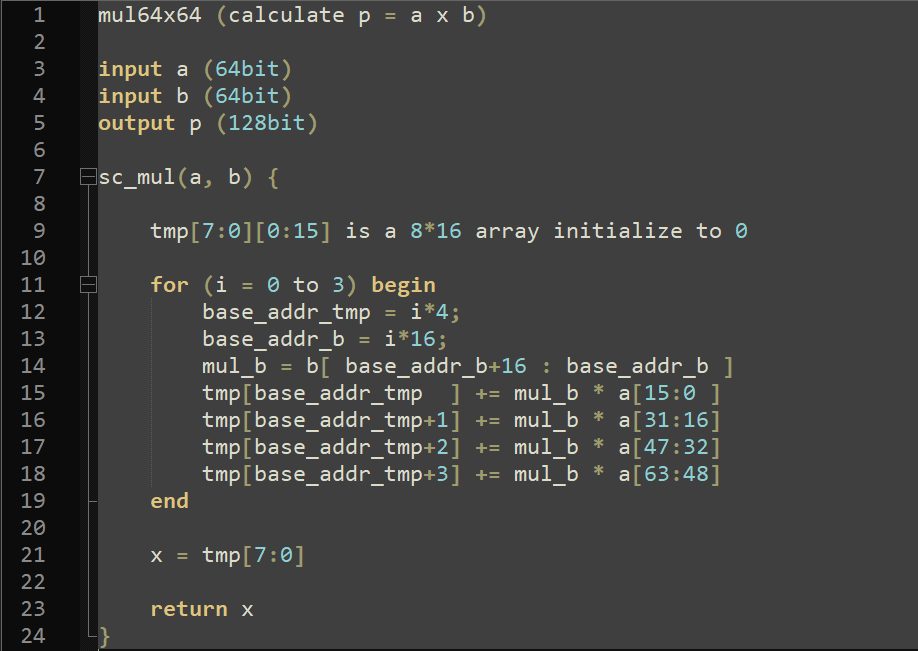 1 mul64x64 (calculate p = a x b)
2
3 input a (64bit)
4 input b (64bit)
5 output p (128bit)
6
7 sc_mul(a, b) {
8
9     tmp[7:0][0:15] is a 8*16 array initialize to 0
10
11     for (i = 0 to 3) begin
12         base_addr_tmp = i*4;
13         base_addr_b = i*16;
14         mul_b = b[ base_addr_b+16 : base_addr_b ]
15         tmp[base_addr_tmp  ] += mul_b * a[15:0 ]
16         tmp[base_addr_tmp+1] += mul_b * a[31:16]
17         tmp[base_addr_tmp+2] += mul_b * a[47:32]
18         tmp[base_addr_tmp+3] += mul_b * a[63:48]
19     end
20
21     x = tmp[7:0]
22
23     return x
24 }